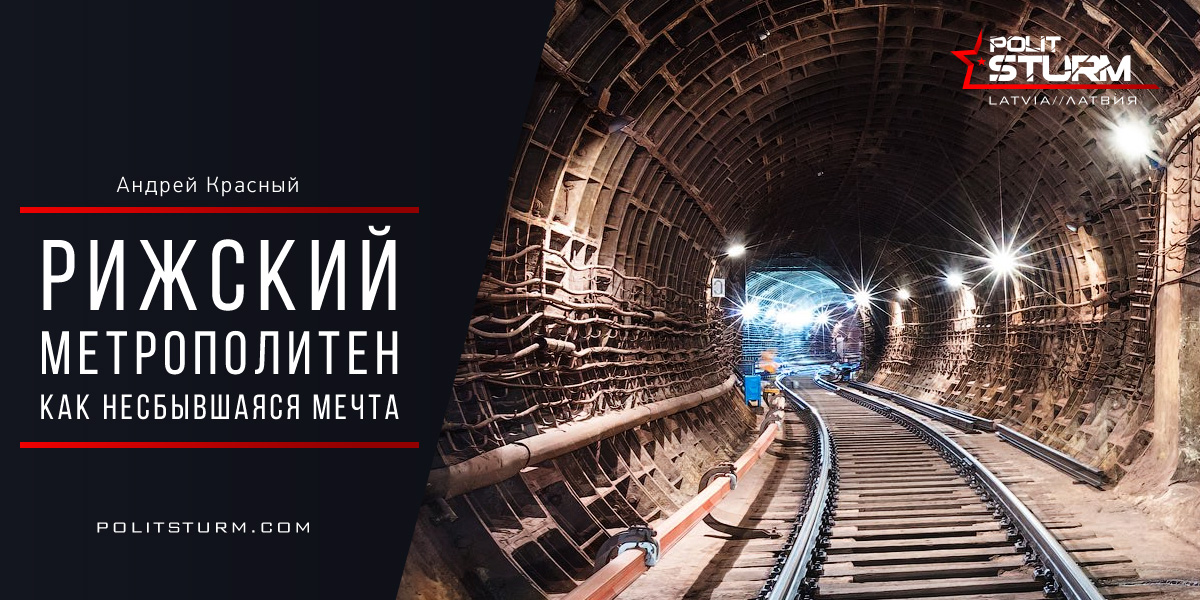 Андрей Красный
РИЖСКИЙ
МЕТРОПОЛИТЕН
КАК НЕСБЫВШАЯСЯ МЕЧТА
POLITSTURM.COM
POLIT
STURM
LATVIA//ЛАТВИЯ